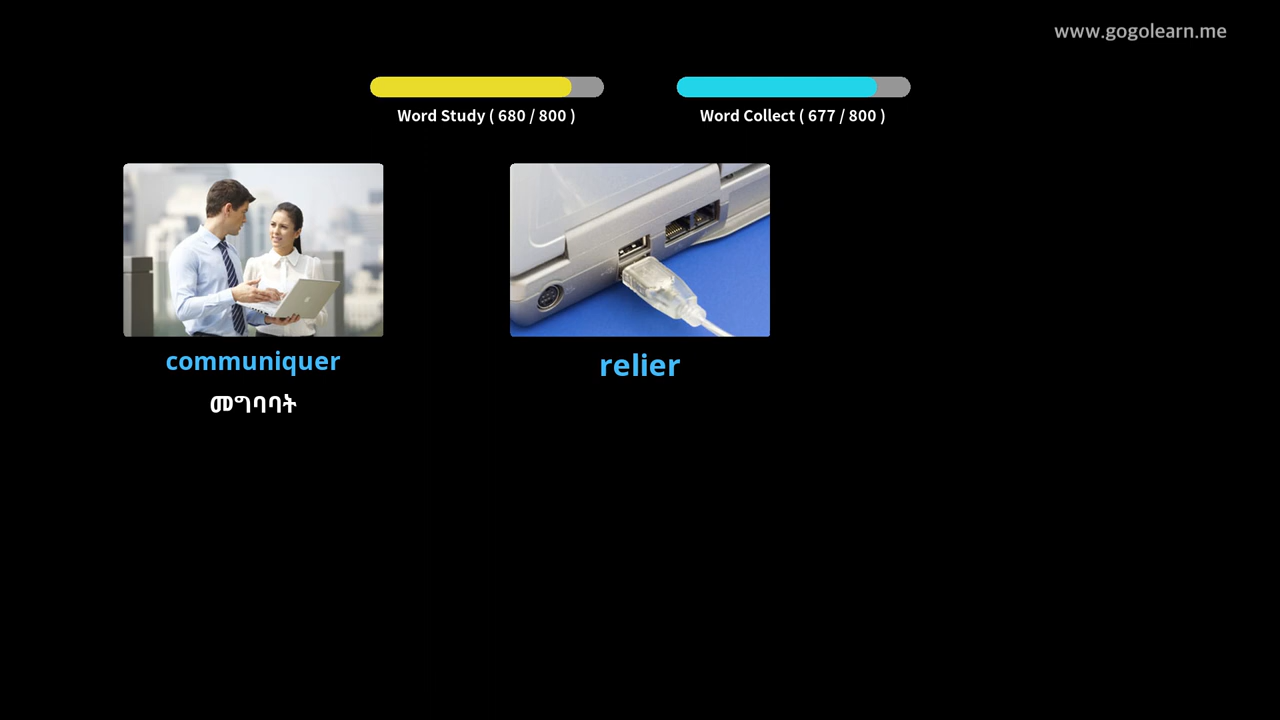 www.gogolearn.me
Word Study ( 680 / 800 )
Word Collect ( 677 / 800 )
communiquer
relier
መግባባት